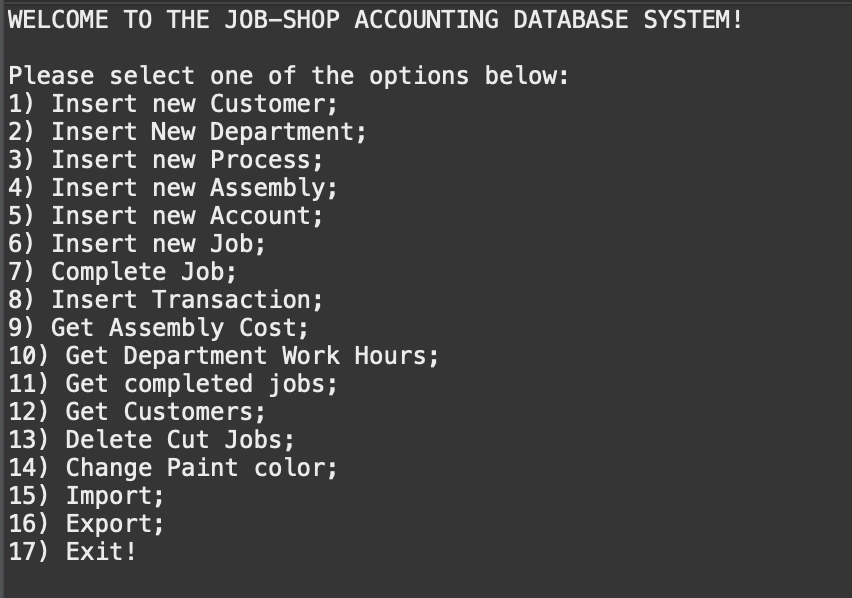 WELCOME TO THE JOB-SHOP ACCOUNTING DATABASE SYSTEM!
Please select one of the options below:
1) Insert new Customer;
2) Insert New Department;
3) Insert new Process;
4) Insert new Assembly;
5) Insert new Account;
6) Insert new Job;
7) Complete Job;
8) Insert Transaction;
9) Get Assembly Cost;
10) Get Department Work Hours;
11) Get completed jobs;
12) Get Customers;
13) Delete Cut Jobs;
14) Change Paint color;
15) Import;
16) Export;
17) Exit!